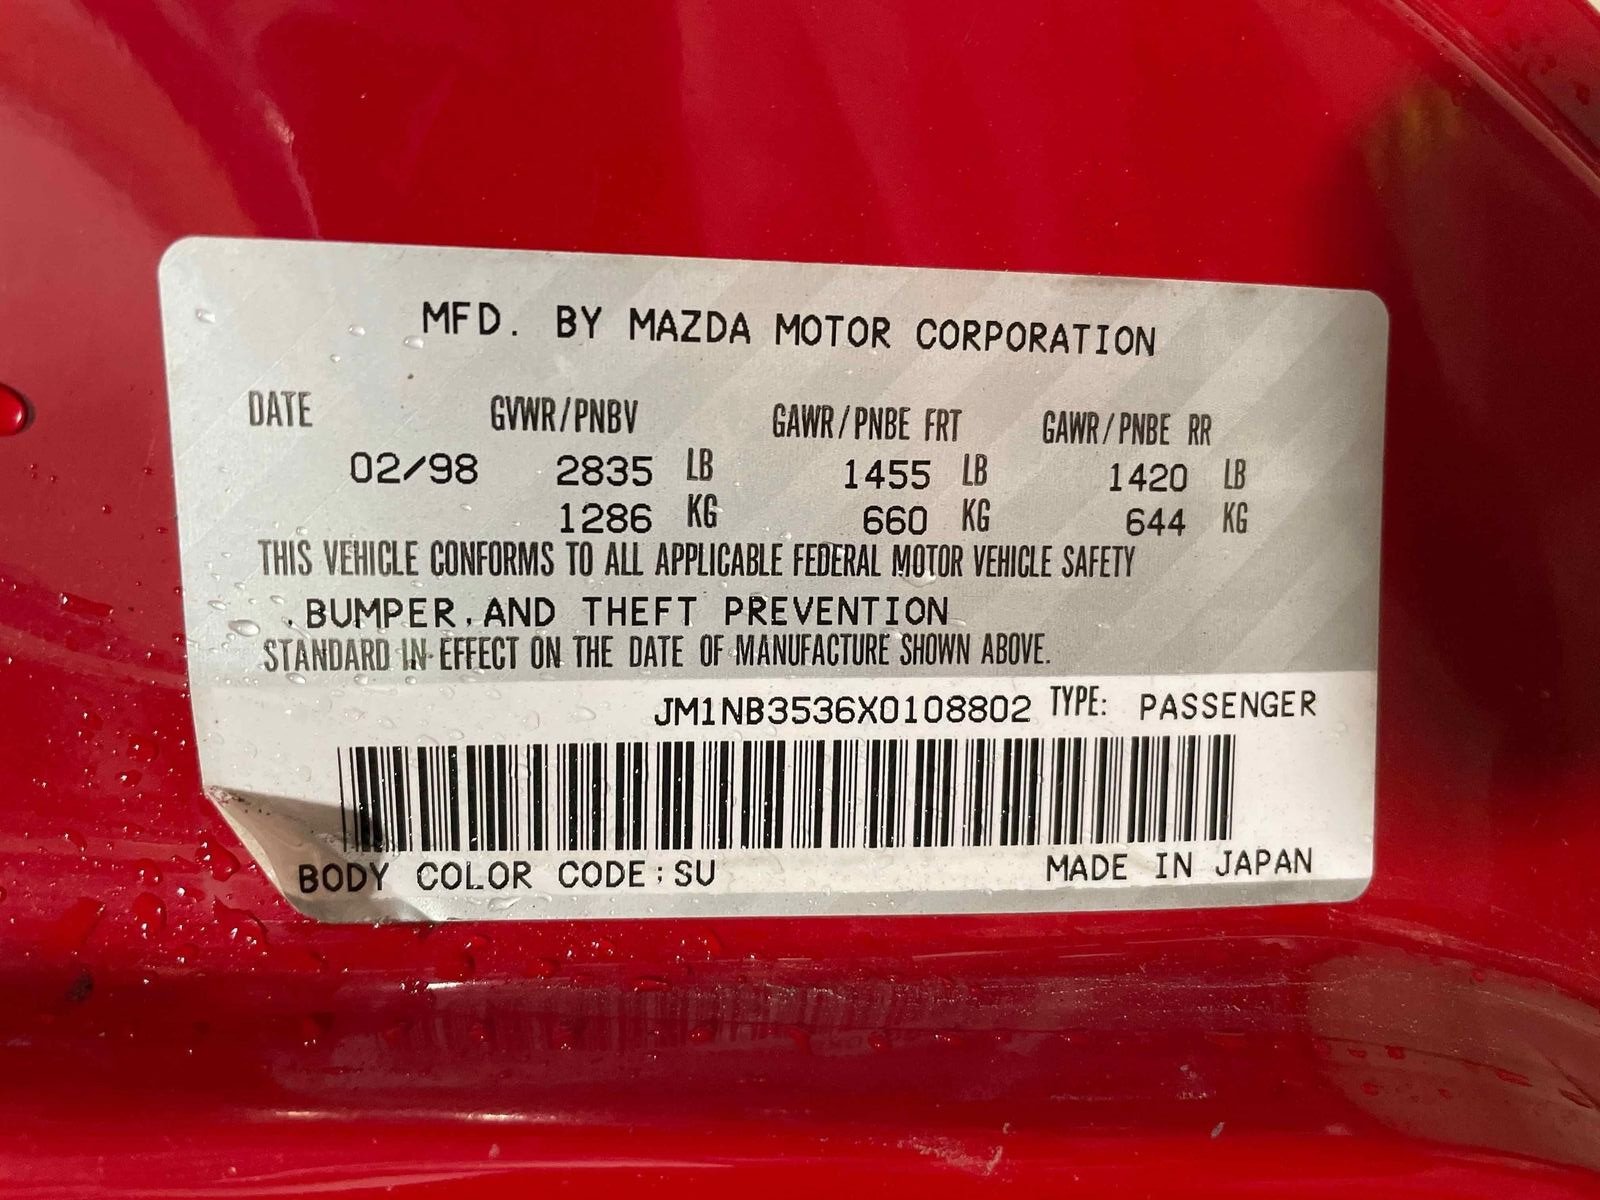 MFD. BY MAZDA MOTOR CORPORATION
DATE GVWR/PNBV GAWR/PNBE FRT GAWR/PNBE RR
02/98 2835 LB 1455 LB 1420 LB
1286 KG 660 KG 644 KG
THIS VEHICLE CONFORMS TO ALL APPLICABLE FEDERAL MOTOR VEHICLE SAFETY
,BUMPER,AND THEFT PREVENTION
STANDARD IN EFFECT ON THE DATE OF MANUFACTURE SHOWN ABOVE.
JM1NB3536X0108802 TYPE: PASSENGER
BODY COLOR CODE:SU MADE IN JAPAN